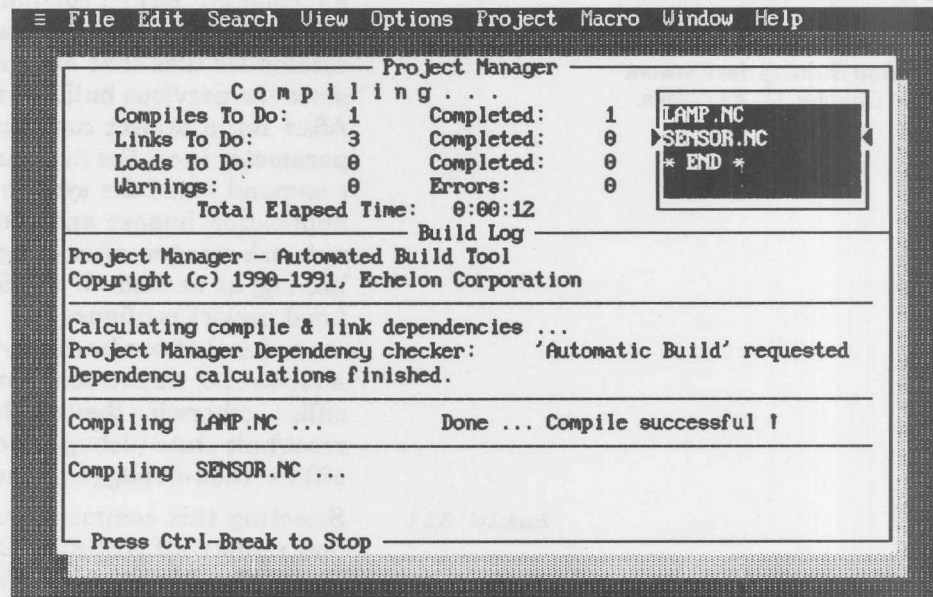 ≡ File Edit Search View Options Project Macro Window Help
Project Manager
Compiling...
Compiles To Do: 1 Completed: 1
Links To Do: 3 Completed: 0
Loads To Do: 0 Completed: 0
Warnings: 0 Errors: 0
Total Elapsed Time: 0:00:12
LAMP.NC
SENSOR.NC
* END *
Build Log
Project Manager - Automated Build Tool
Copyright (c) 1990-1991, Echelon Corporation
Calculating compile & link dependencies ...
Project Manager Dependency checker: 'Automatic Build' requested
Dependency calculations finished.
Compiling LAMP.NC ... Done ... Compile successful !
Compiling SENSOR.NC ...
Press Ctrl-Break to Stop